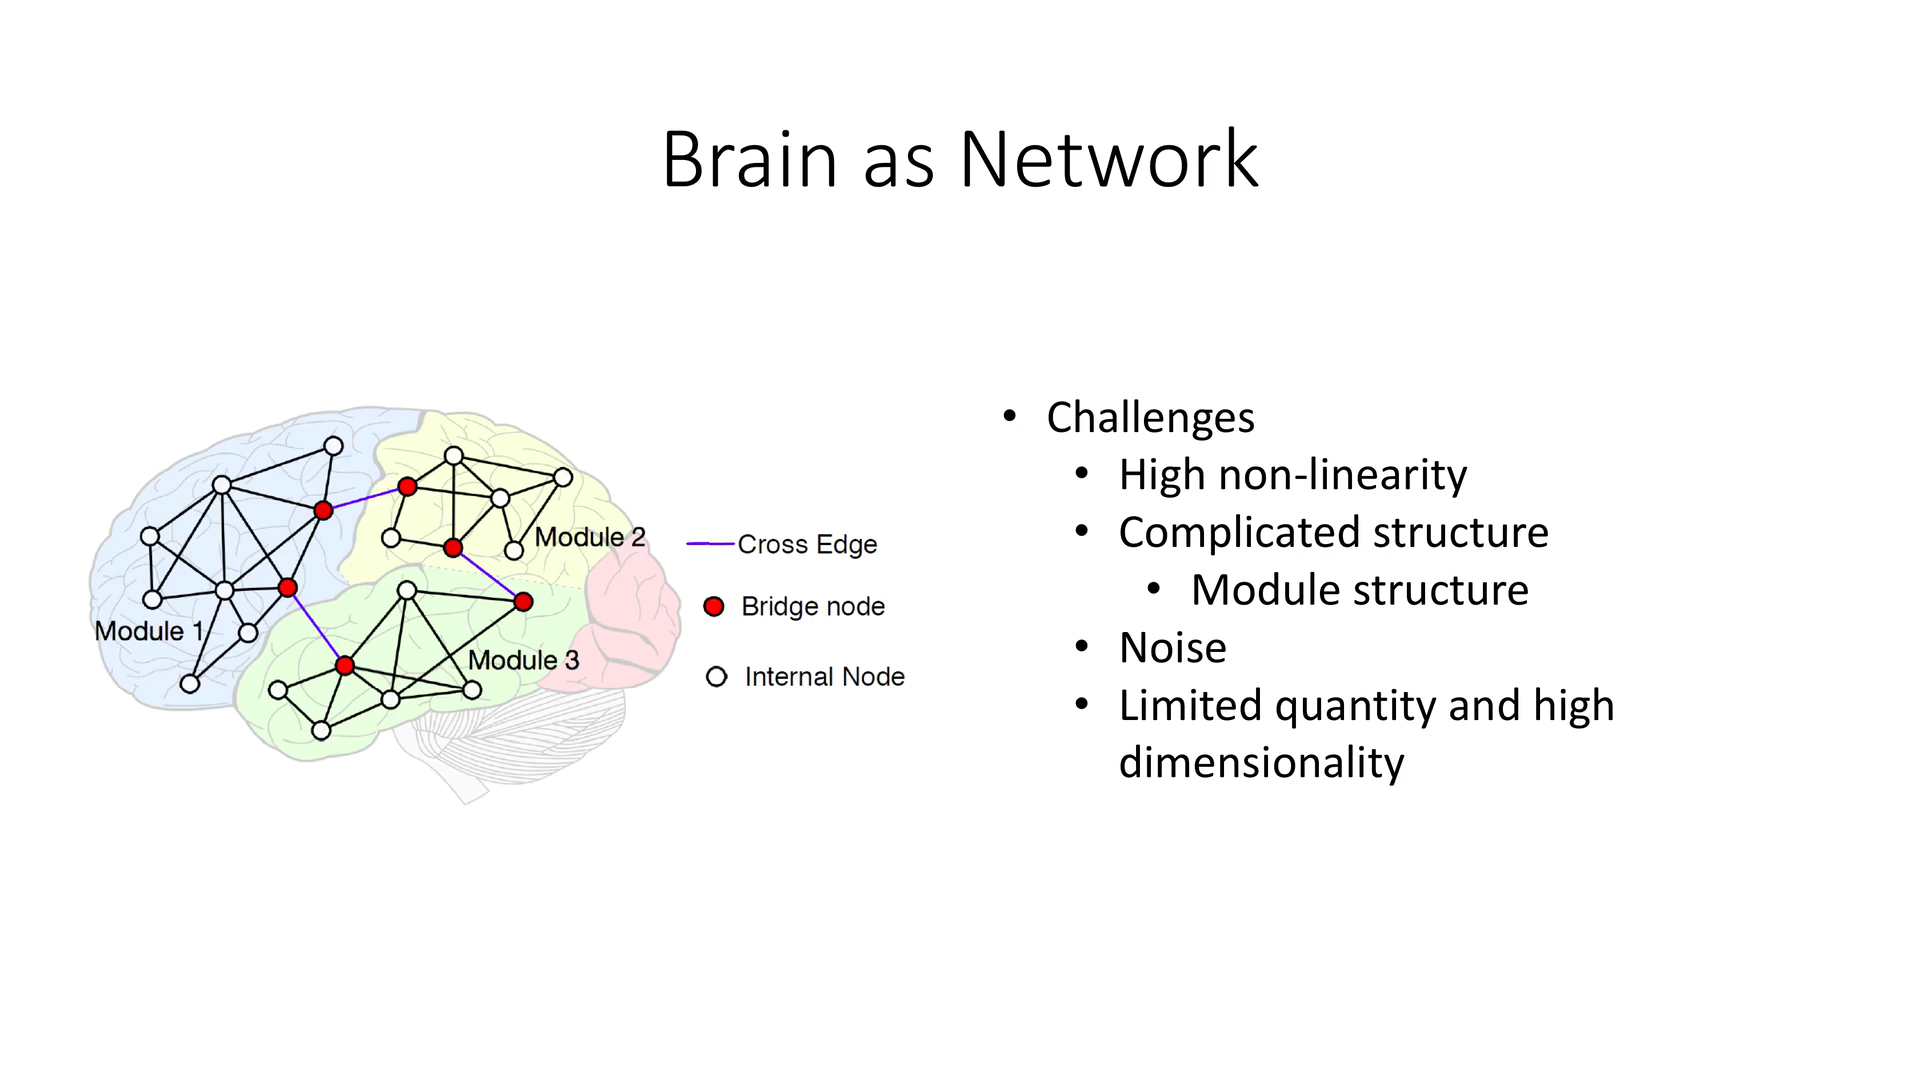 Brain as Network
Module 1
Module 2
Module 3
Cross Edge
Bridge node
Internal Node
• Challenges
• High non-linearity
• Complicated structure
• Module structure
• Noise
• Limited quantity and high
dimensionality